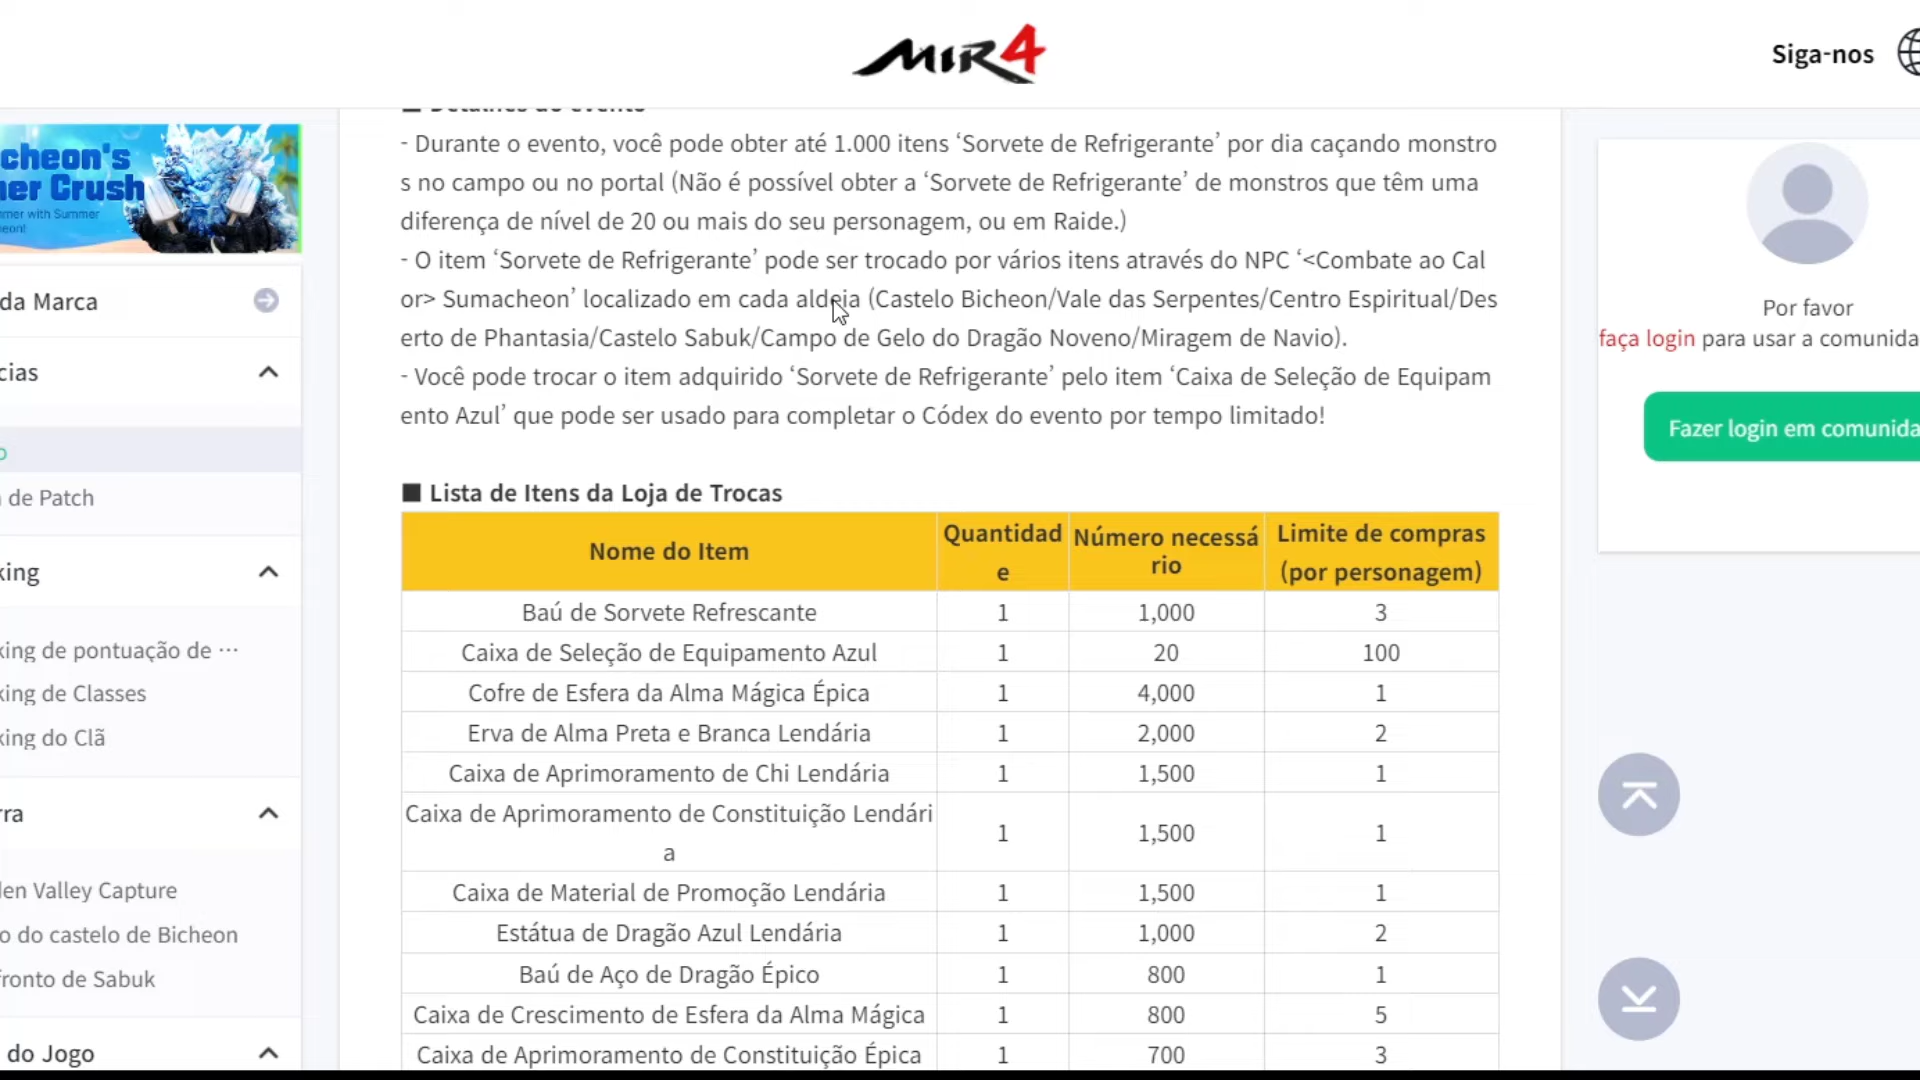 MIR4
Siga-nos
cheon's
er Crush
mer with Summer
eon!
da Marca
cias
o
de Patch
king
king de pontuação de ···
king de Classes
king do Clã
rra
len Valley Capture
o do castelo de Bicheon
fronto de Sabuk
do Jogo
■ Detalhes do evento
- Durante o evento, você pode obter até 1.000 itens ‘Sorvete de Refrigerante’ por dia caçando monstro
s no campo ou no portal (Não é possível obter a ‘Sorvete de Refrigerante’ de monstros que têm uma
diferença de nível de 20 ou mais do seu personagem, ou em Raide.)
- O item ‘Sorvete de Refrigerante’ pode ser trocado por vários itens através do NPC ‘<Combate ao Cal
or> Sumacheon’ localizado em cada aldeia (Castelo Bicheon/Vale das Serpentes/Centro Espiritual/Des
erto de Phantasia/Castelo Sabuk/Campo de Gelo do Dragão Noveno/Miragem de Navio).
- Você pode trocar o item adquirido ‘Sorvete de Refrigerante’ pelo item ‘Caixa de Seleção de Equipam
ento Azul’ que pode ser usado para completar o Códex do evento por tempo limitado!
■ Lista de Itens da Loja de Trocas
Nome do Item Quantidad
e Número necessá
rio Limite de compras
(por personagem)
Baú de Sorvete Refrescante 1 1,000 3
Caixa de Seleção de Equipamento Azul 1 20 100
Cofre de Esfera da Alma Mágica Épica 1 4,000 1
Erva de Alma Preta e Branca Lendária 1 2,000 2
Caixa de Aprimoramento de Chi Lendária 1 1,500 1
Caixa de Aprimoramento de Constituição Lendári
a 1 1,500 1
Caixa de Material de Promoção Lendária 1 1,500 1
Estátua de Dragão Azul Lendária 1 1,000 2
Baú de Aço de Dragão Épico 1 800 1
Caixa de Crescimento de Esfera da Alma Mágica 1 800 5
Caixa de Aprimoramento de Constituição Épica 1 700 3
Por favor
faça login para usar a comunida
Fazer login em comunida